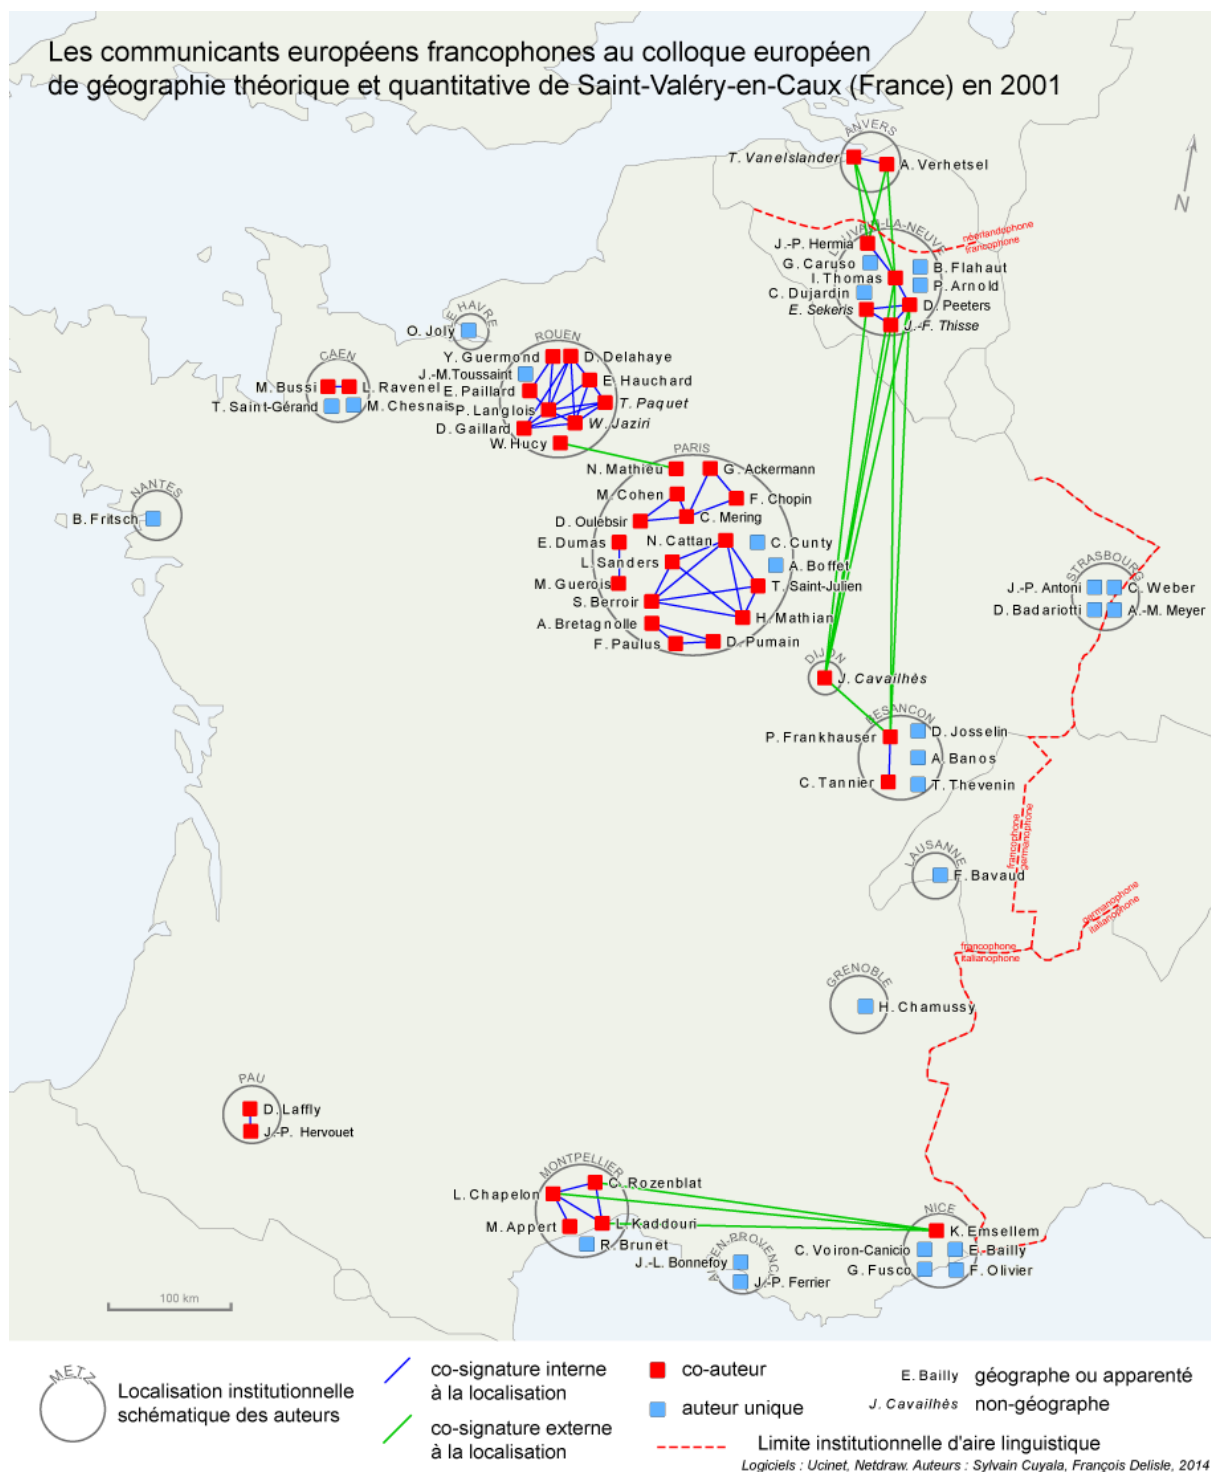 Les communicants européens francophones au colloque européen
de géographie théorique et quantitative de Saint-Valéry-en-Caux (France) en 2001
ANVERS
T. Vanelslander
A. Verhetsel
N
LOUVAIN-LA-NEUVE
néerlandophone
francophone
J.-P. Hermia
G. Caruso
B. Flahaut
I. Thomas
P. Arnold
C. Dujardin
D. Peeters
E. Sekeris
J.-F. Thisse
LE HAVRE
O. Joly
ROUEN
Y. Guermond
D. Delahaye
J.-M.Toussaint
E. Hauchard
E. Paillard
T. Paquet
P. Langlois
W. Jaziri
D. Gaillard
W. Hucy
CAEN
M. Bussi
L. Ravenel
T. Saint-Gérand
M. Chesnais
PARIS
N. Mathieu
G. Ackermann
M. Cohen
F. Chopin
D. Oulebsir
C. Mering
E. Dumas
N. Cattan
C. Cunty
L. Sanders
A. Boffet
M. Guerois
T. Saint-Julien
S. Berroir
H. Mathian
A. Bretagnolle
F. Paulus
D. Pumain
NANTES
B. Fritsch
STRASBOURG
J.-P. Antoni
C. Weber
D. Badariotti
A.-M. Meyer
DIJON
J. Cavailhès
BESANCON
P. Frankhauser
D. Josselin
A. Banos
C. Tannier
T. Thevenin
francophone
germanophone
LAUSANNE
F. Bavaud
germanophone
italianophone
francophone
italianophone
GRENOBLE
H. Chamussy
PAU
D. Laffly
J.-P. Hervouet
MONTPELLIER
C. Rozenblat
L. Chapelon
M. Appert
L. Kaddouri
R. Brunet
AIX-EN-PROVENCE
J.-L. Bonnefoy
J.-P. Ferrier
NICE
K. Emsellem
C. Voiron-Canicio
E. Bailly
G. Fusco
F. Olivier
100 km
METZ
Localisation institutionnelle
schématique des auteurs
co-signature interne
à la localisation
co-signature externe
à la localisation
co-auteur
auteur unique
E. Bailly géographe ou apparenté
J. Cavailhès non-géographe
Limite institutionnelle d'aire linguistique
Logiciels : Ucinet, Netdraw. Auteurs : Sylvain Cuyala, François Delisle, 2014